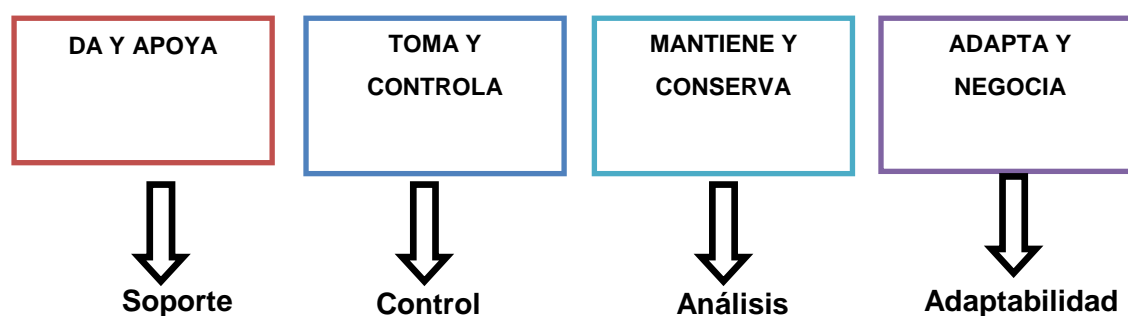 DA Y APOYA
TOMA Y
CONTROLA
MANTIENE Y
CONSERVA
ADAPTA Y
NEGOCIA
Soporte
Control
Análisis
Adaptabilidad